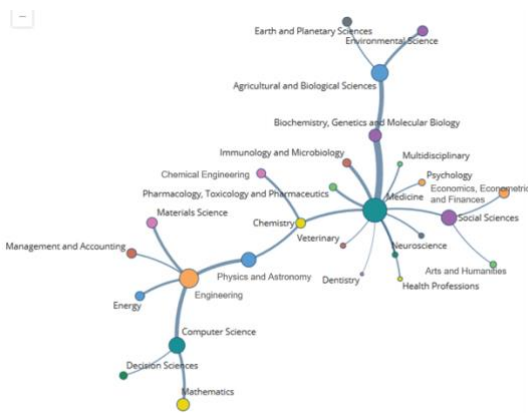 Earth and Planetary Sciences
Environmental Science
Agricultural and Biological Sciences
Biochemistry, Genetics and Molecular Biology
Immunology and Microbiology
Multidisciplinary
Chemical Engineering
Psychology
Pharmacology, Toxicology and Pharmaceutics
Medicine
Economics, Econometric
and Finances
Materials Science
Chemistry
Social Sciences
Veterinary
Neuroscience
Management and Accounting
Physics and Astronomy
Arts and Humanities
Dentistry
Health Professions
Engineering
Energy
Computer Science
Decision Sciences
Mathematics